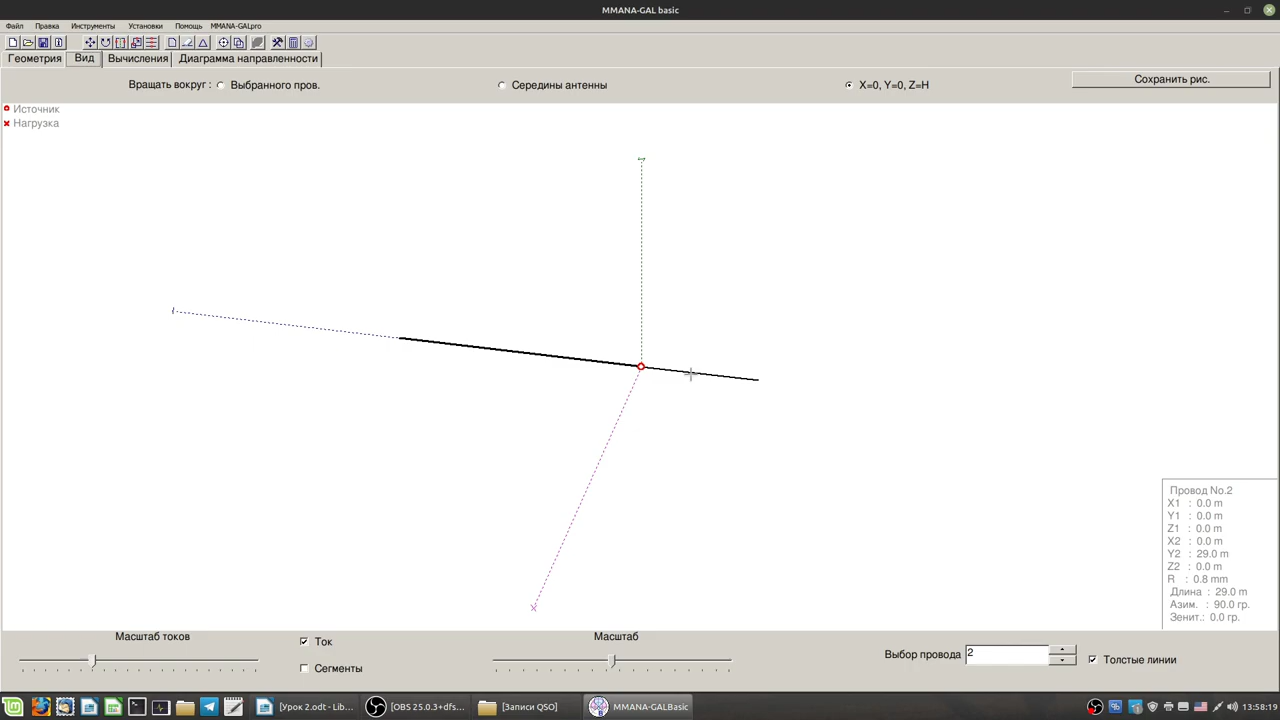 MMANA-GAL basic
Файл Правка Инструменты Установки Помощь MMANA-GALpro
Геометрия Вид Вычисления Диаграмма направленности
Вращать вокруг : Выбранного пров. Середины антенны X=0, Y=0, Z=H Сохранить рис.
Источник
Нагрузка
X
Провод No.2
X1 : 0.0 m
Y1 : 0.0 m
Z1 : 0.0 m
X2 : 0.0 m
Y2 : 29.0 m
Z2 : 0.0 m
R : 0.8 mm
Длина : 29.0 m
Азим. : 90.0 гр.
Зенит.: 0.0 гр.
Масштаб токов Ток Масштаб
Сегменты Выбор провода 2 Толстые линии
[Урок 2.odt - Lib... [OBS 25.0.3+dfs... [Записи QSO] MMANA-GALBasic 13:58:19